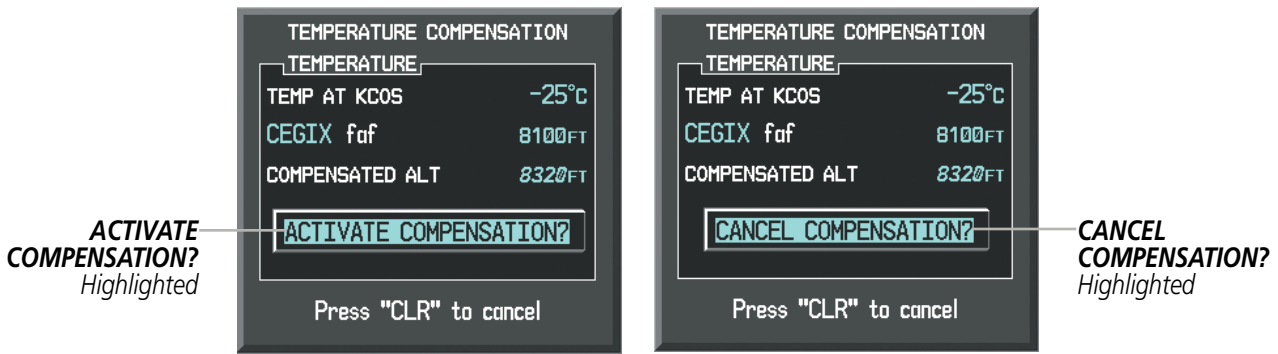 TEMPERATURE COMPENSATION
TEMPERATURE
TEMP AT KCOS -25°C
CEGIX faf 8100FT
COMPENSATED ALT 8320FT
ACTIVATE COMPENSATION?
Press "CLR" to cancel
ACTIVATE
COMPENSATION?
Highlighted
TEMPERATURE COMPENSATION
TEMPERATURE
TEMP AT KCOS -25°C
CEGIX faf 8100FT
COMPENSATED ALT 8320FT
CANCEL COMPENSATION?
Press "CLR" to cancel
CANCEL
COMPENSATION?
Highlighted